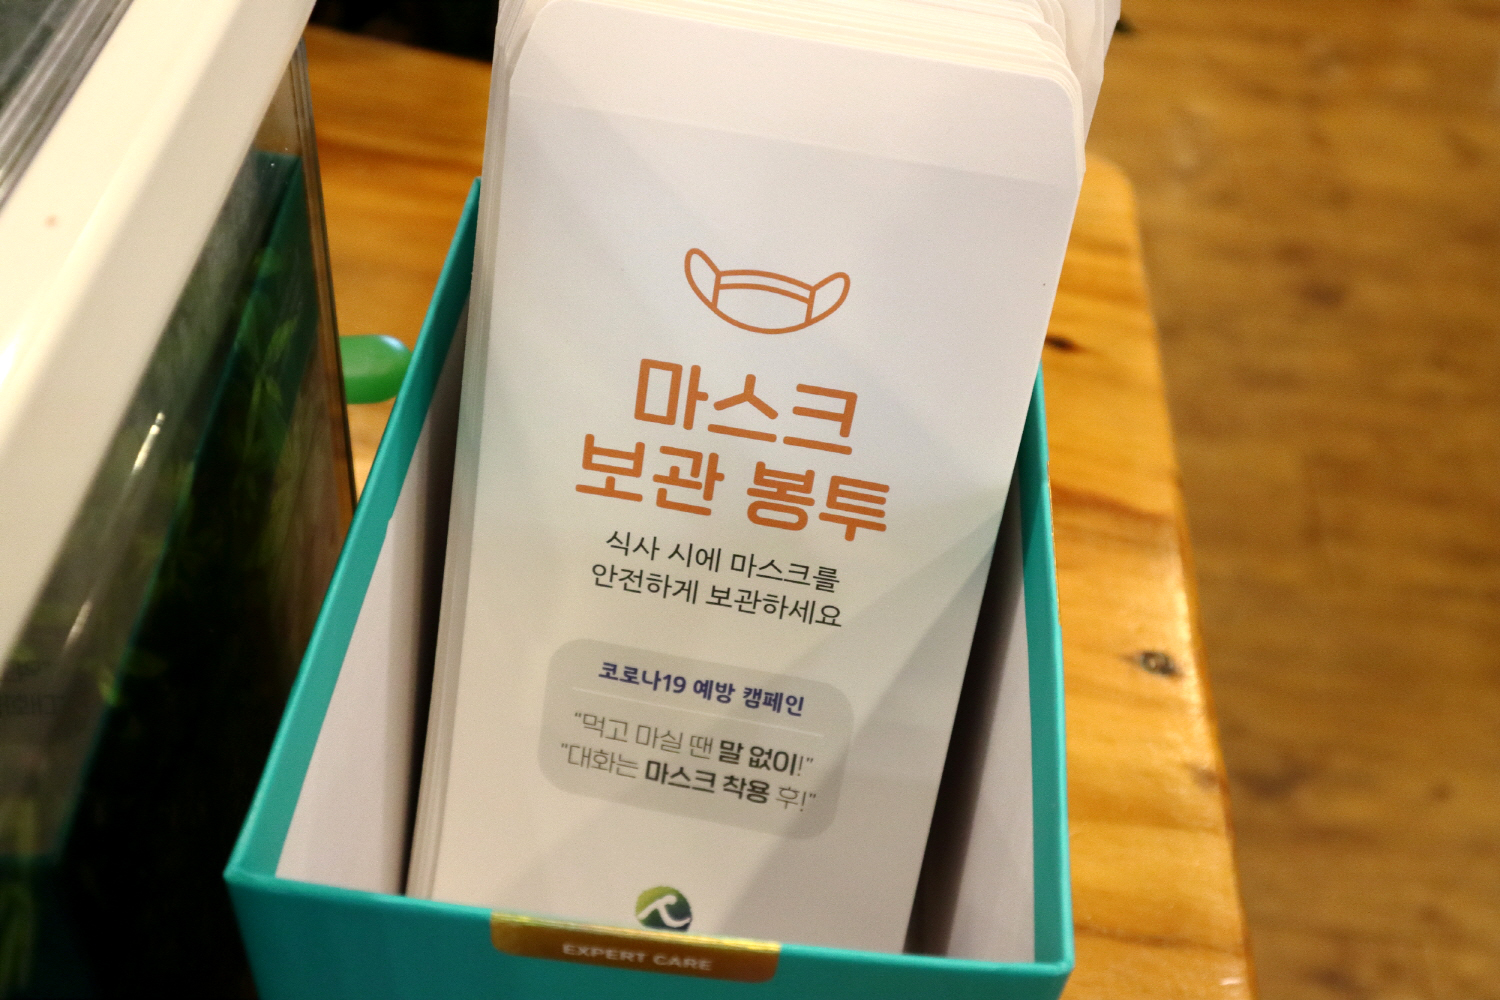 마스크
보관 봉투
식사 시에 마스크를
안전하게 보관하세요
코로나19 예방 캠페인
"먹고 마실 땐 말 없이!"
"대화는 마스크 착용 후!"
EXPERT CARE